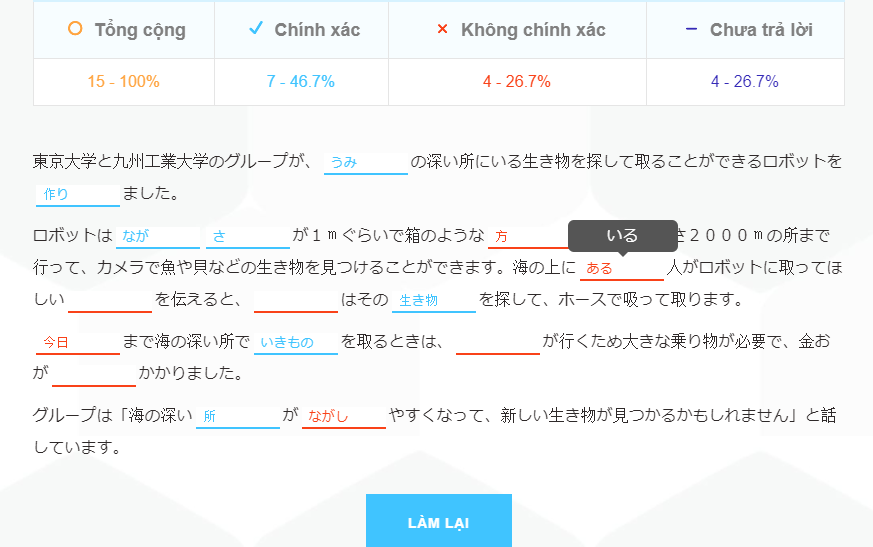 Tổng cộng Chính xác Không chính xác Chưa trả lời
15 - 100% 7 - 46.7% 4 - 26.7% 4 - 26.7%
東京大学と九州工業大学のグループが、 うみ の深い所にいる生き物を探して取ることができるロボットを
作り ました。
ロボットは なが さ が１ｍぐらいで箱のような 方 いる さ２０００ｍの所まで
行って、カメラで魚や貝などの生き物を見つけることができます。海の上に ある 人がロボットに取ってほ
しい を伝えると、 はその 生き物 を探して、ホースで吸って取ります。
今日 まで海の深い所で いきもの を取るときは、 が行くため大きな乗り物が必要で、金お
が かかりました。
グループは「海の深い 所 が ながし やすくなって、新しい生き物が見つかるかもしれません」と話
しています。
LÀM LẠI